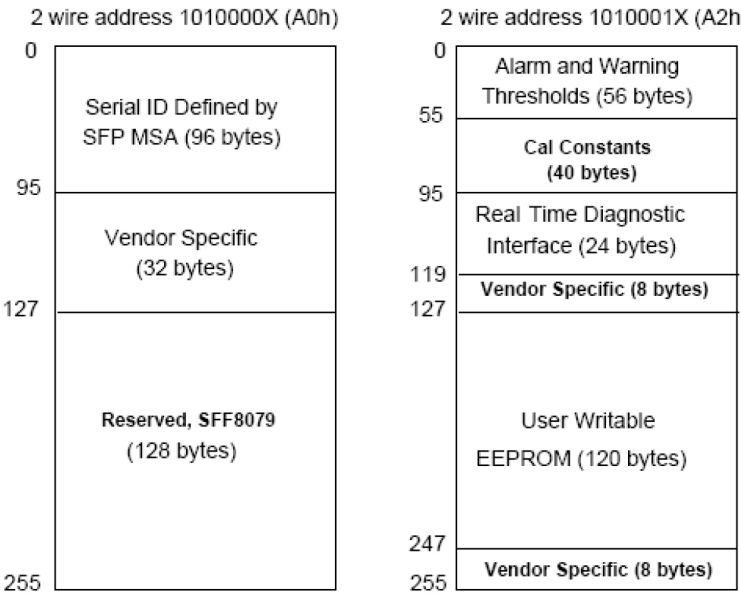 2 wire address 1010000X (A0h)
0
Serial ID Defined by
SFP MSA (96 bytes)
95
Vendor Specific
(32 bytes)
127
Reserved, SFF8079
(128 bytes)
255
2 wire address 1010001X (A2h
0
Alarm and Warning
Thresholds (56 bytes)
55
Cal Constants
(40 bytes)
95
Real Time Diagnostic
Interface (24 bytes)
119
Vendor Specific (8 bytes)
127
User Writable
EEPROM (120 bytes)
247
Vendor Specific (8 bytes)
255